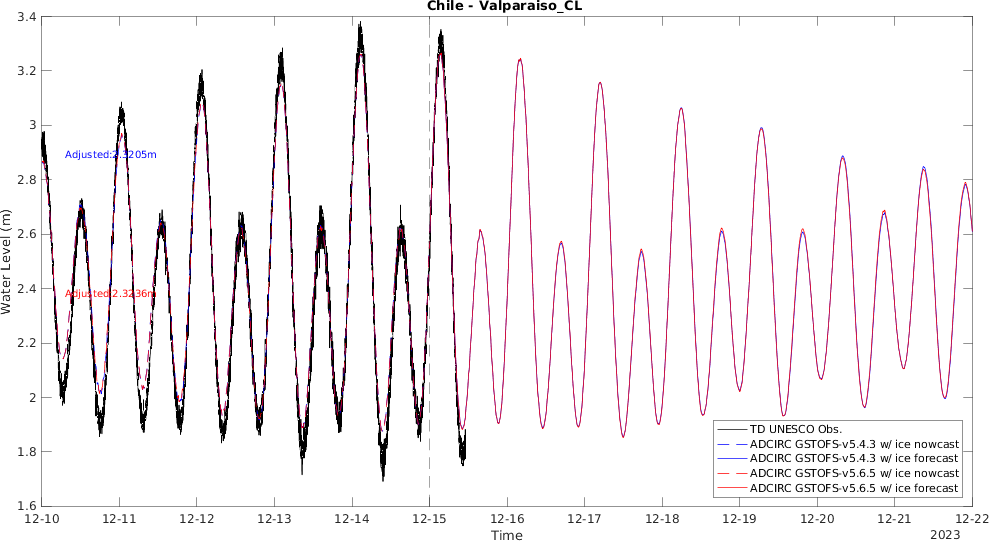 Chile - Valparaiso_CL
3.4
3.2
3
2.8
2.6
2.4
2.2
2
1.8
1.6
Water Level (m)
Adjusted:2.3205m
Adjusted:2.3236m
TD UNESCO Obs.
ADCIRC GSTOFS-v5.4.3 w/ ice nowcast
ADCIRC GSTOFS-v5.4.3 w/ ice forecast
ADCIRC GSTOFS-v5.6.5 w/ ice nowcast
ADCIRC GSTOFS-v5.6.5 w/ ice forecast
12-10 12-11 12-12 12-13 12-14 12-15 12-16 12-17 12-18 12-19 12-20 12-21 12-22
Time
2023